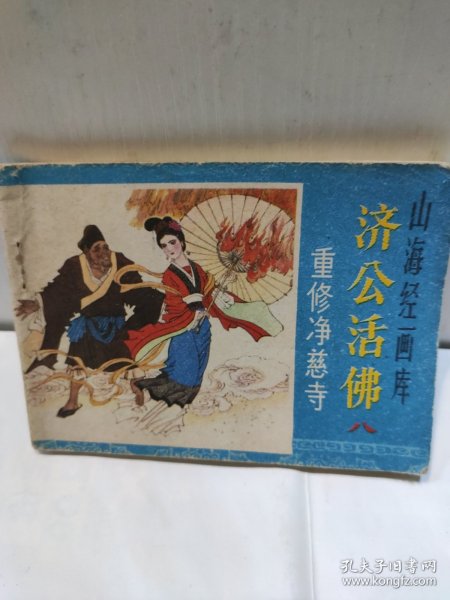 山海经画库
济公活佛
八
重修净慈寺
孔夫子旧书网
www.kongfz.com